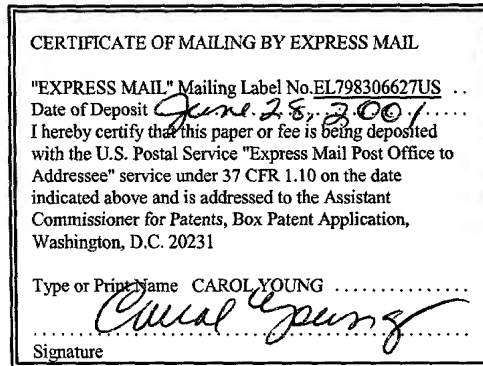 CERTIFICATE OF MAILING BY EXPRESS MAIL
"EXPRESS MAIL" Mailing Label No.EL798306627US ..
Date of Deposit June 28, 2001
I hereby certify that this paper or fee is being deposited
with the U.S. Postal Service "Express Mail Post Office to
Addressee" service under 37 CFR 1.10 on the date
indicated above and is addressed to the Assistant
Commissioner for Patents, Box Patent Application,
Washington, D.C. 20231
Type or Print Name CAROL YOUNG ................
Carol Young
Signature